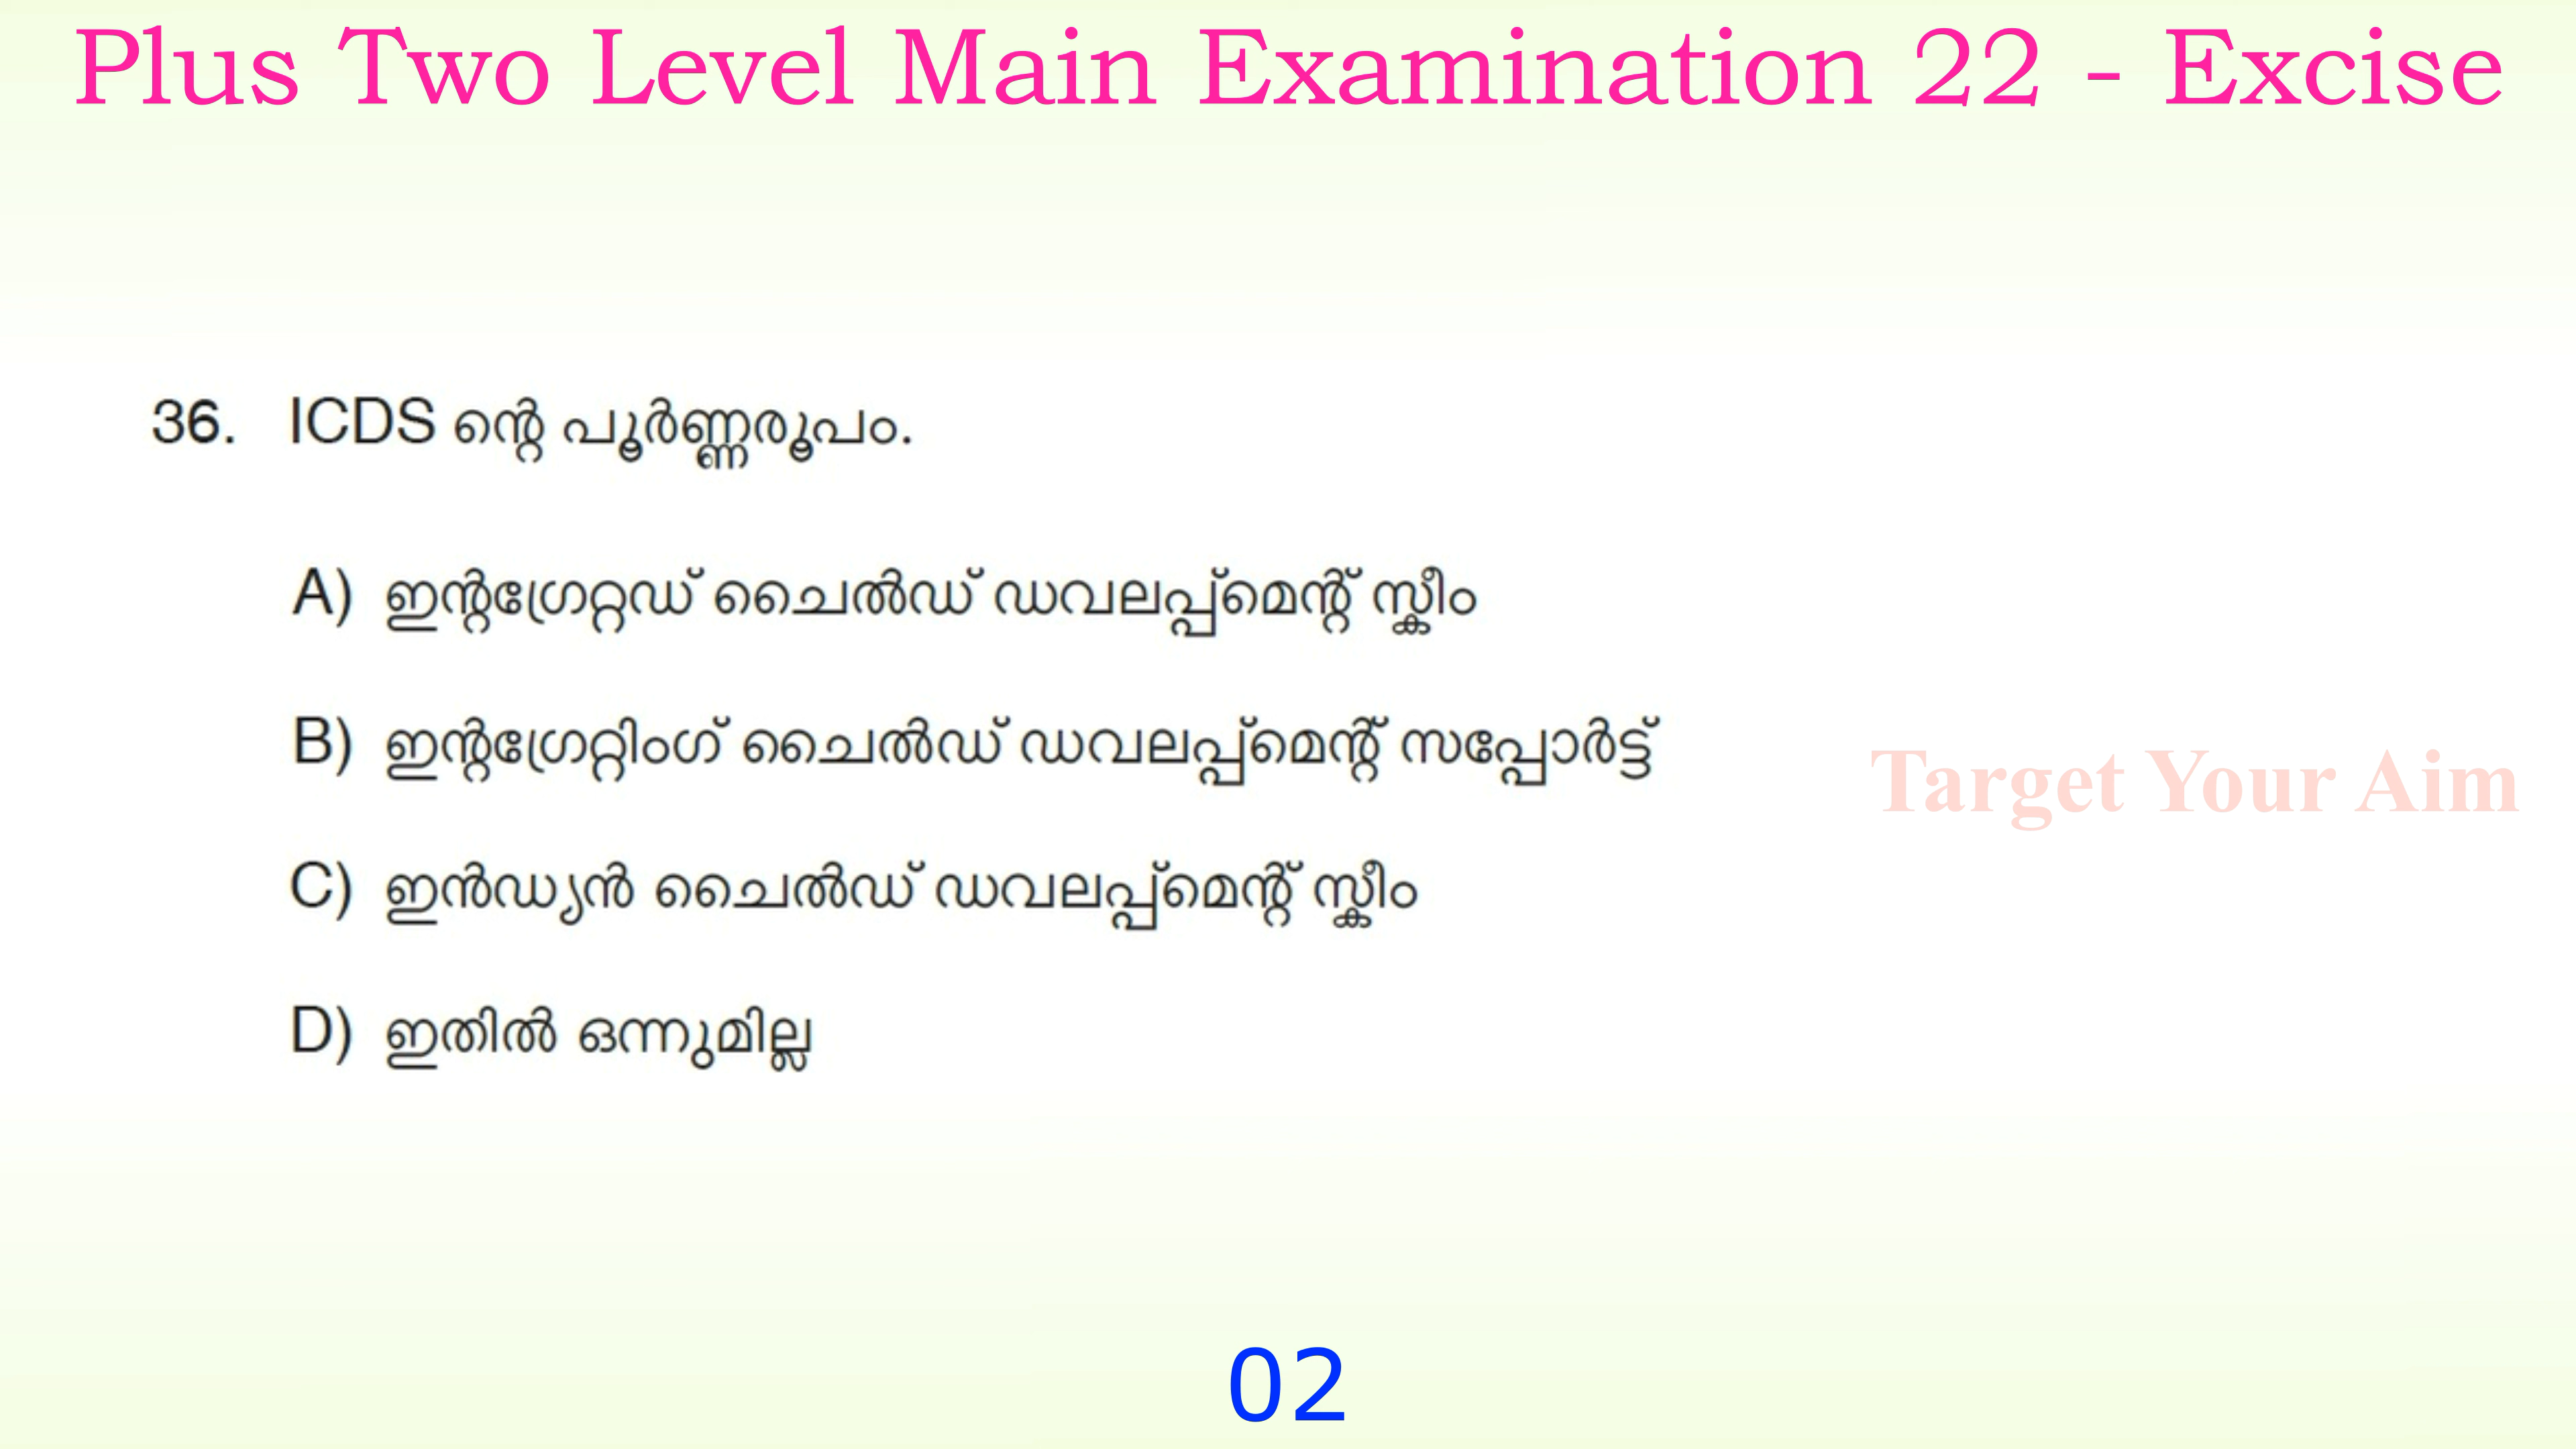 Plus Two Level Main Examination 22 - Excise
36. ICDS ന്റെ പൂർണ്ണരൂപം.
A) ഇന്റഗ്രേറ്റഡ് ചൈൽഡ് ഡവലപ്പ്മെന്റ് സ്കീം
B) ഇന്റഗ്രേറ്റിംഗ് ചൈൽഡ് ഡവലപ്പ്മെന്റ് സപ്പോർട്ട്
Target Your Aim
C) ഇൻഡ്യൻ ചൈൽഡ് ഡവലപ്പ്മെന്റ് സ്കീം
D) ഇതിൽ ഒന്നുമില്ല
02